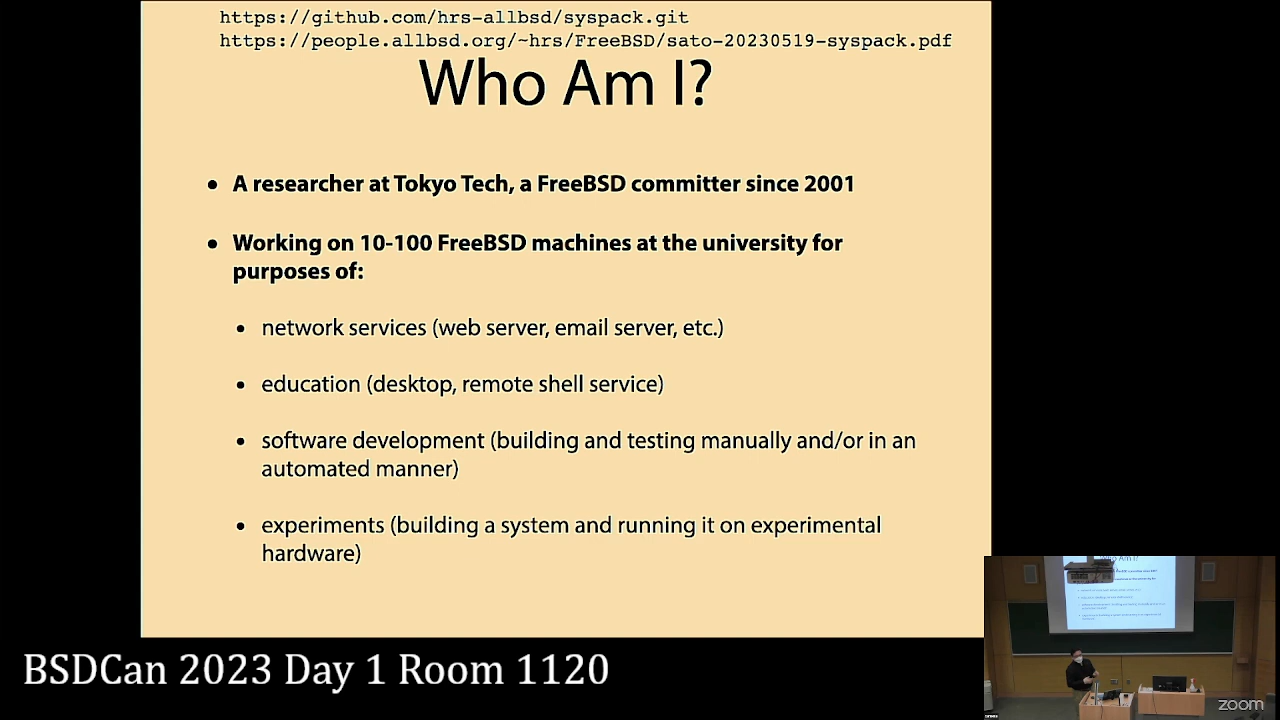 https://github.com/hrs-allbsd/syspack.git
https://people.allbsd.org/~hrs/FreeBSD/sato-20230519-syspack.pdf
Who Am I?
• A researcher at Tokyo Tech, a FreeBSD committer since 2001
• Working on 10-100 FreeBSD machines at the university for
purposes of:
• network services (web server, email server, etc.)
• education (desktop, remote shell service)
• software development (building and testing manually and/or in an
automated manner)
• experiments (building a system and running it on experimental
hardware)
Who Am I?
BSDCan 2023 Day 1 Room 1120
zoom